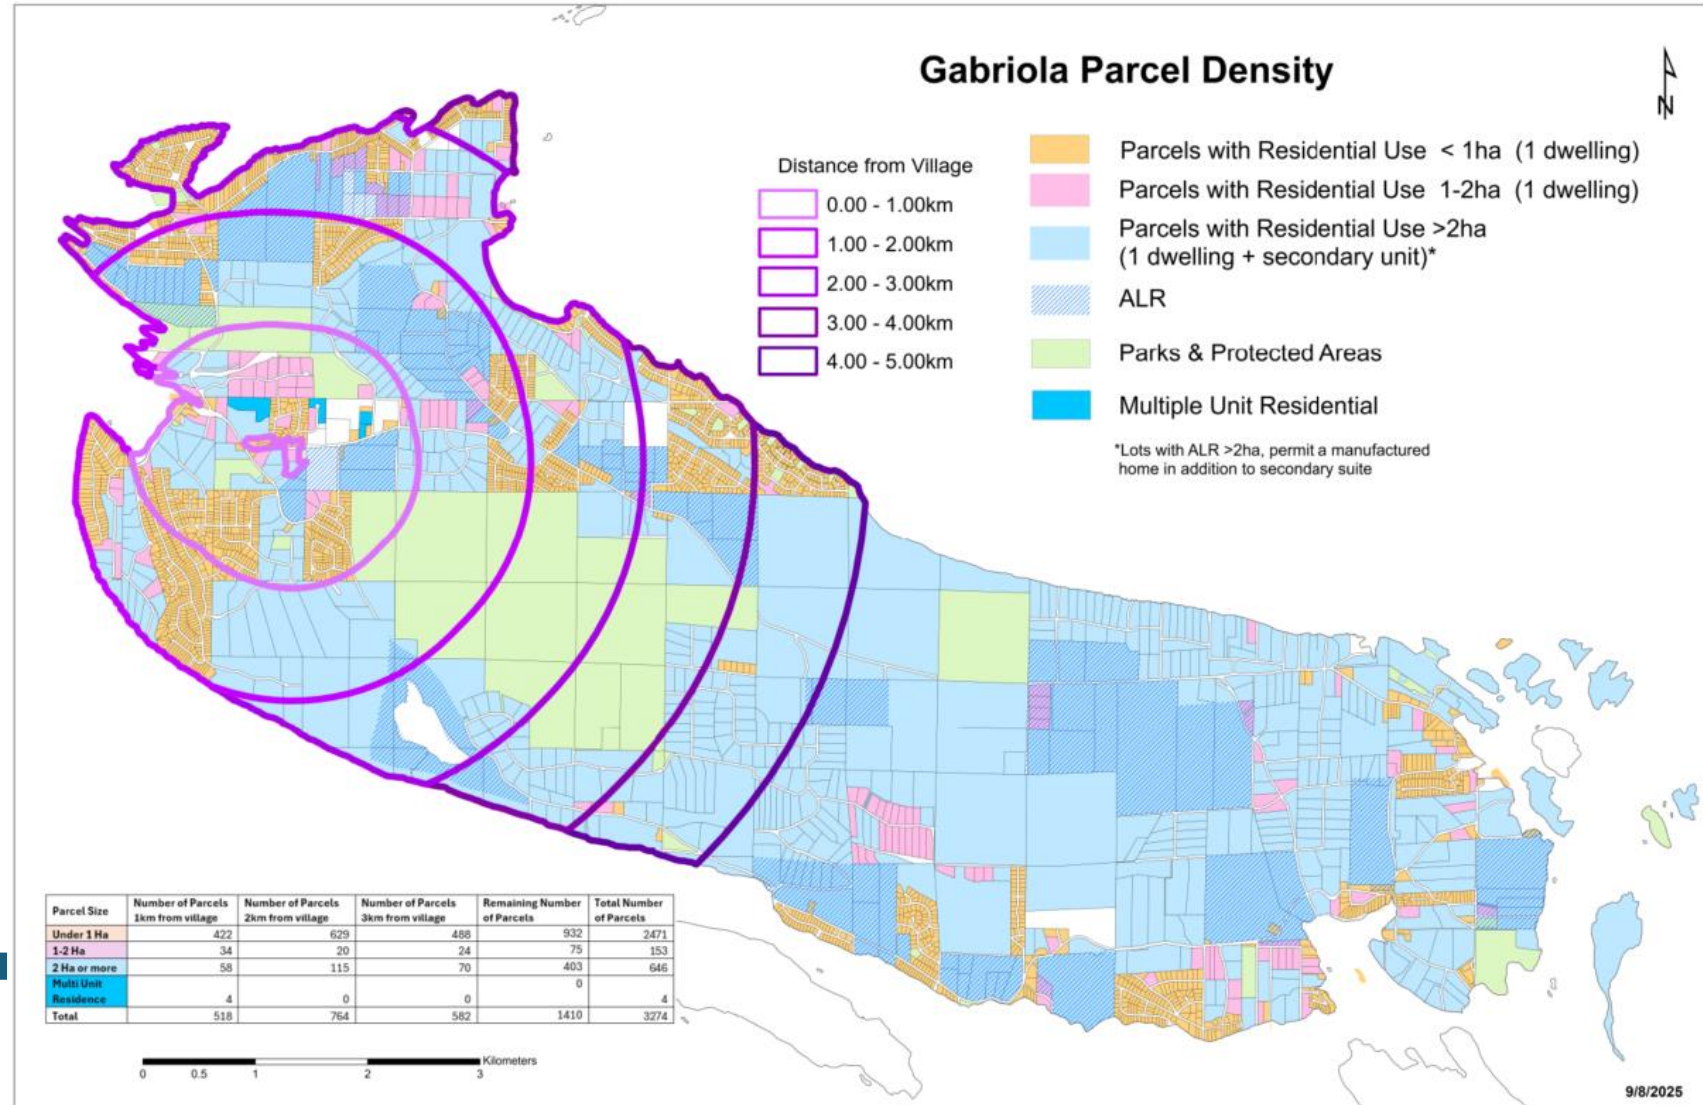 Gabriola Parcel Density
N
Distance from Village
0.00 - 1.00km
1.00 - 2.00km
2.00 - 3.00km
3.00 - 4.00km
4.00 - 5.00km
Parcels with Residential Use < 1ha (1 dwelling)
Parcels with Residential Use 1-2ha (1 dwelling)
Parcels with Residential Use >2ha
(1 dwelling + secondary unit)*
ALR
Parks & Protected Areas
Multiple Unit Residential
*Lots with ALR >2ha, permit a manufactured
home in addition to secondary suite
Parcel Size Number of Parcels 1km from village Number of Parcels 2km from village Number of Parcels 3km from village Remaining Number of Parcels Total Number of Parcels
Under 1 Ha 422 629 488 932 2471
1-2 Ha 34 20 24 75 153
2 Ha or more 58 115 70 403 646
Multi Unit Residence 4 0 0 0 4
Total 518 764 582 1410 3274
Kilometers
0 0.5 1 2 3
9/8/2025